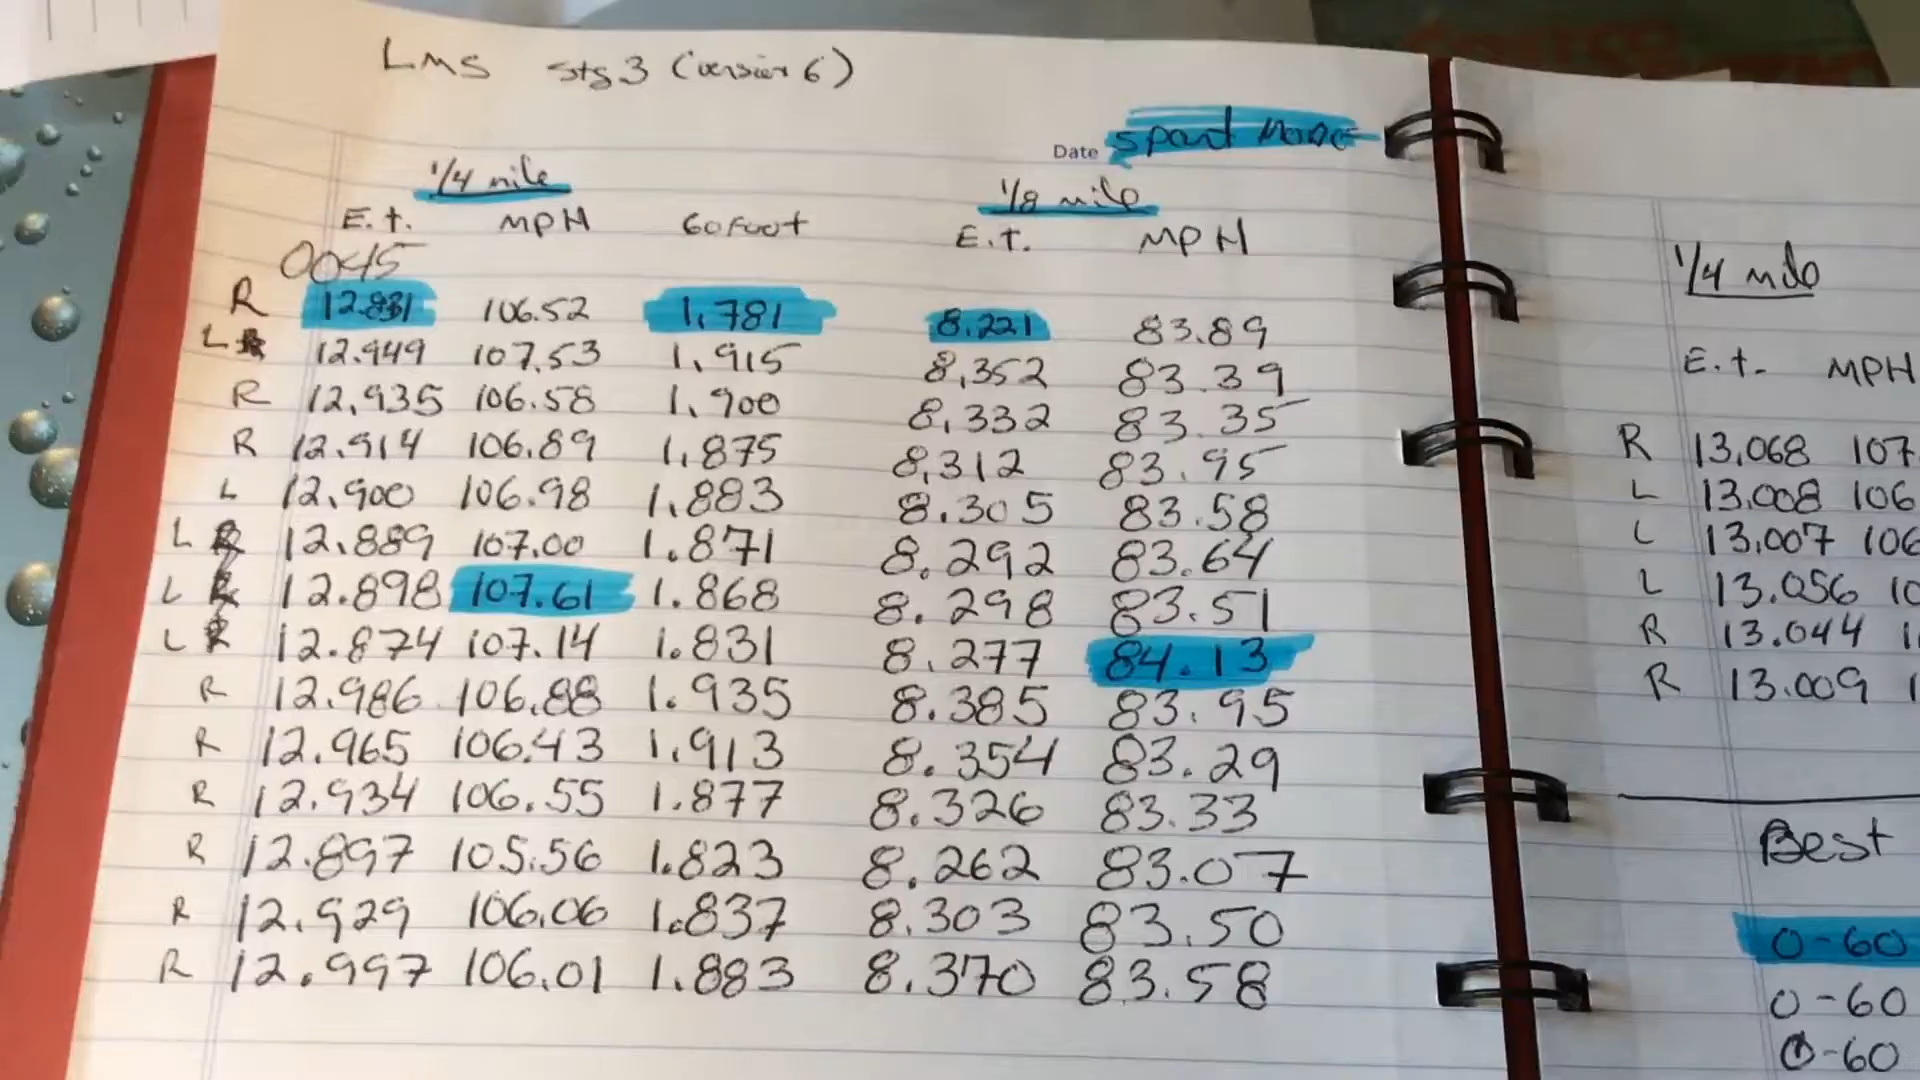 LMS Stg 3 (version 6)
Date Sport Mode
1/4 mile 1/8 mile
E.t. MPH 60 Foot E.T. MPH
0045
R 12.831 106.52 1.781 8.221 83.89
L 12.949 107.53 1.915 8.352 83.39
R 12.935 106.58 1.900 8.332 83.35
R 12.914 106.89 1.875 8.312 83.95
L 12.900 106.98 1.883 8.305 83.58
L 12.889 107.00 1.871 8.292 83.64
L 12.898 107.61 1.868 8.298 83.51
L 12.874 107.14 1.831 8.277 84.13
R 12.986 106.88 1.935 8.385 83.95
R 12.965 106.43 1.913 8.354 83.29
R 12.934 106.55 1.877 8.326 83.33
R 12.897 105.56 1.823 8.262 83.07
R 12.929 106.06 1.837 8.303 83.50
R 12.997 106.01 1.883 8.370 83.58
1/4 mile
E.t. MPH
R 13.068 107
L 13.008 106
L 13.007 106
L 13.056 10
R 13.044 1
R 13.009 1
Best
0-60
0-60
0-60